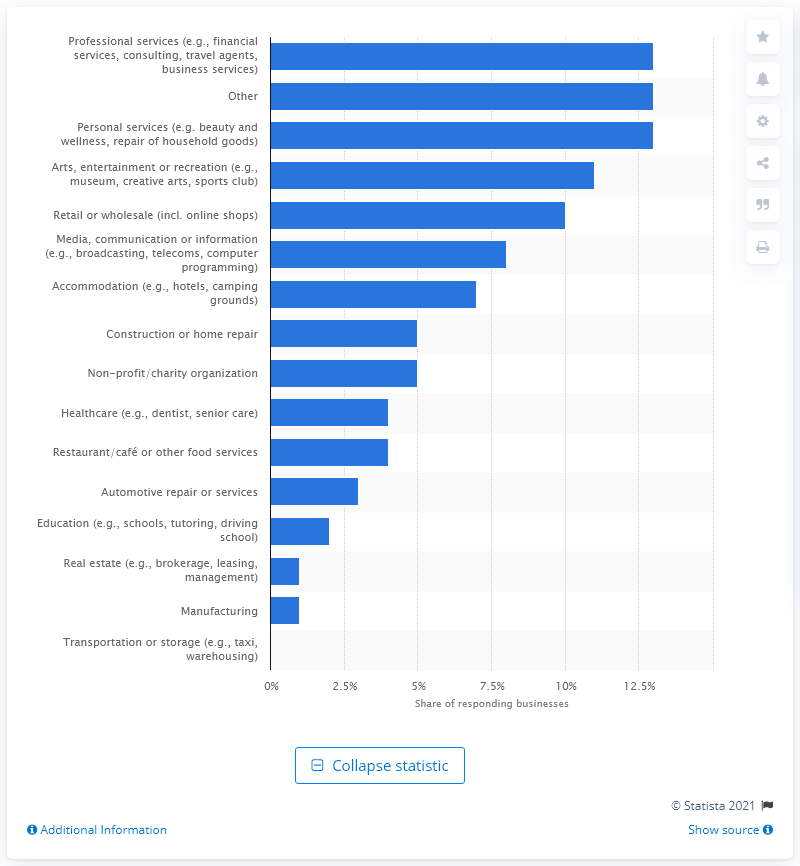 Professional services (e.g., financial
services, consulting, travel agents,
business services)
Other
Personal services (e.g. beauty and
wellness, repair of household goods)
Arts, entertainment or recreation (e.g.,
museum, creative arts, sports club)
Retail or wholesale (incl. online shops)
Media, communication or information
(e.g., broadcasting, telecoms, computer
programming)
Accommodation (e.g., hotels, camping
grounds)
Construction or home repair
Non-profit/charity organization
Healthcare (e.g., dentist, senior care)
Restaurant/café or other food services
Automotive repair or services
Education (e.g., schools, tutoring, driving
school)
Real estate (e.g., brokerage, leasing,
management)
Manufacturing
Transportation or storage (e.g., taxi,
warehousing)
0% 2.5% 5% 7.5% 10% 12.5%
Share of responding businesses
Collapse statistic
© Statista 2021
Additional Information Show source